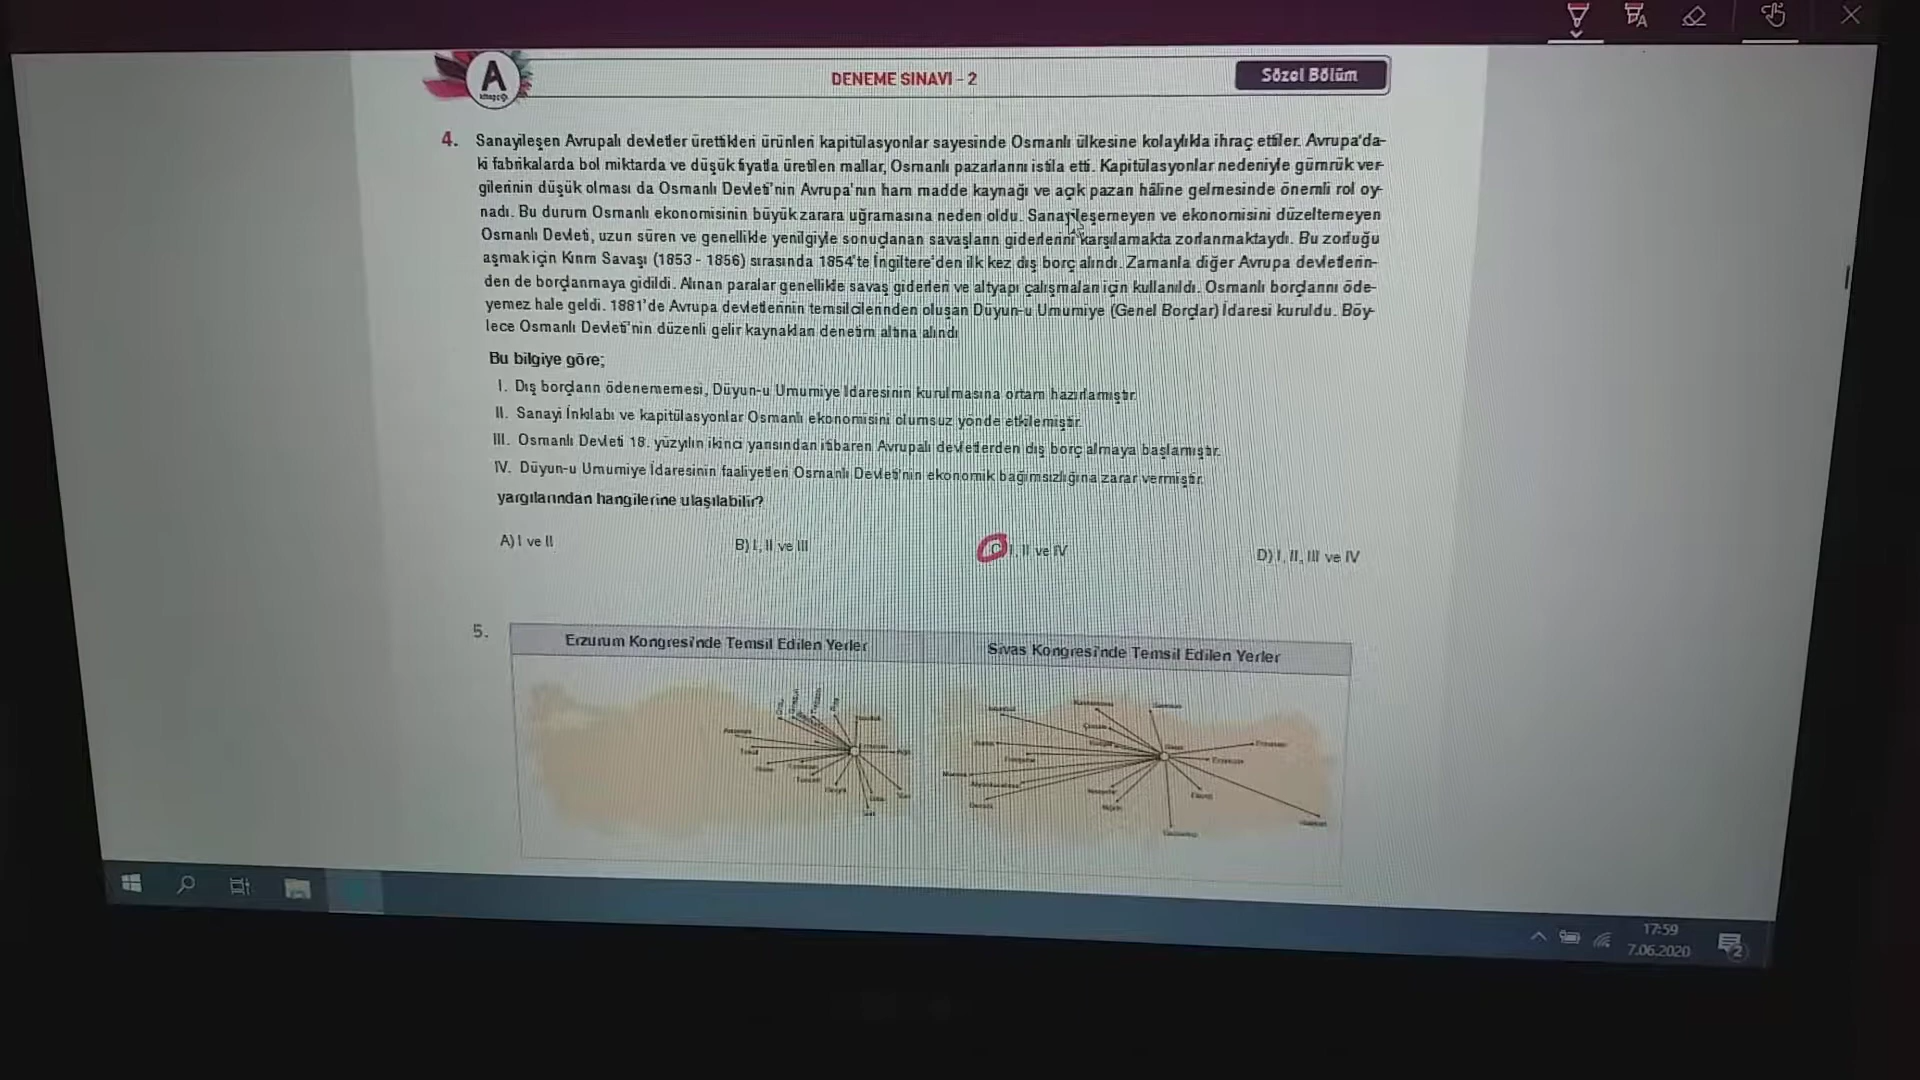 A
DENEME SINAVI - 2
Sözel Bölüm
4. Sanayileşen Avrupalı devletler ürettikleri ürünleri kapitülasyonlar sayesinde Osmanlı ülkesine kolaylıkla ihraç ettiler. Avrupa'da-
ki fabrikalarda bol miktarda ve düşük fiyatla üretilen mallar, Osmanlı pazarlarını istila etti. Kapitülasyonlar nedeniyle gümrük ver-
gilerinin düşük olması da Osmanlı Devleti'nin Avrupa'nın ham madde kaynağı ve açık pazarı hâline gelmesinde önemli rol oy-
nadı. Bu durum Osmanlı ekonomisinin büyük zarara uğramasına neden oldu. Sanayileşemeyen ve ekonomisini düzeltemeyen
Osmanlı Devleti, uzun süren ve genellikle yenilgiyle sonuçlanan savaşların giderlerini karşılamakta zorlanmaktaydı. Bu zorluğu
aşmak için Kırım Savaşı (1853 - 1856) sırasında 1854'te İngiltere'den ilk kez dış borç alındı. Zamanla diğer Avrupa devletlerin-
den de borçlanmaya gidildi. Alınan paralar genellikle savaş giderleri ve altyapı çalışmaları için kullanıldı. Osmanlı borçlarını öde-
yemez hale geldi. 1881'de Avrupa devletlerinin temsilcilerinden oluşan Düyun-u Umumiye (Genel Borçlar) İdaresi kuruldu. Böy-
lece Osmanlı Devleti'nin düzenli gelir kaynakları denetim altına alındı
Bu bilgiye göre;
I. Dış borçların ödenememesi, Düyun-u Umumiye İdaresinin kurulmasına ortam hazırlamıştır.
II. Sanayi İnkılabı ve kapitülasyonlar Osmanlı ekonomisini olumsuz yönde etkilemiştir.
III. Osmanlı Devleti 18. yüzyılın ikinci yarısından itibaren Avrupalı devletlerden dış borç almaya başlamıştır.
IV. Düyun-u Umumiye İdaresinin faaliyetleri Osmanlı Devleti'nin ekonomik bağımsızlığına zarar vermiştir.
yargılarından hangilerine ulaşılabilir?
A) I ve II
B) I, II ve III
C) I, II ve IV
D) I, II, III ve IV
5.
Erzurum Kongresi'nde Temsil Edilen Yerler
Sivas Kongresi'nde Temsil Edilen Yerler
17:59
7.06.2020
2